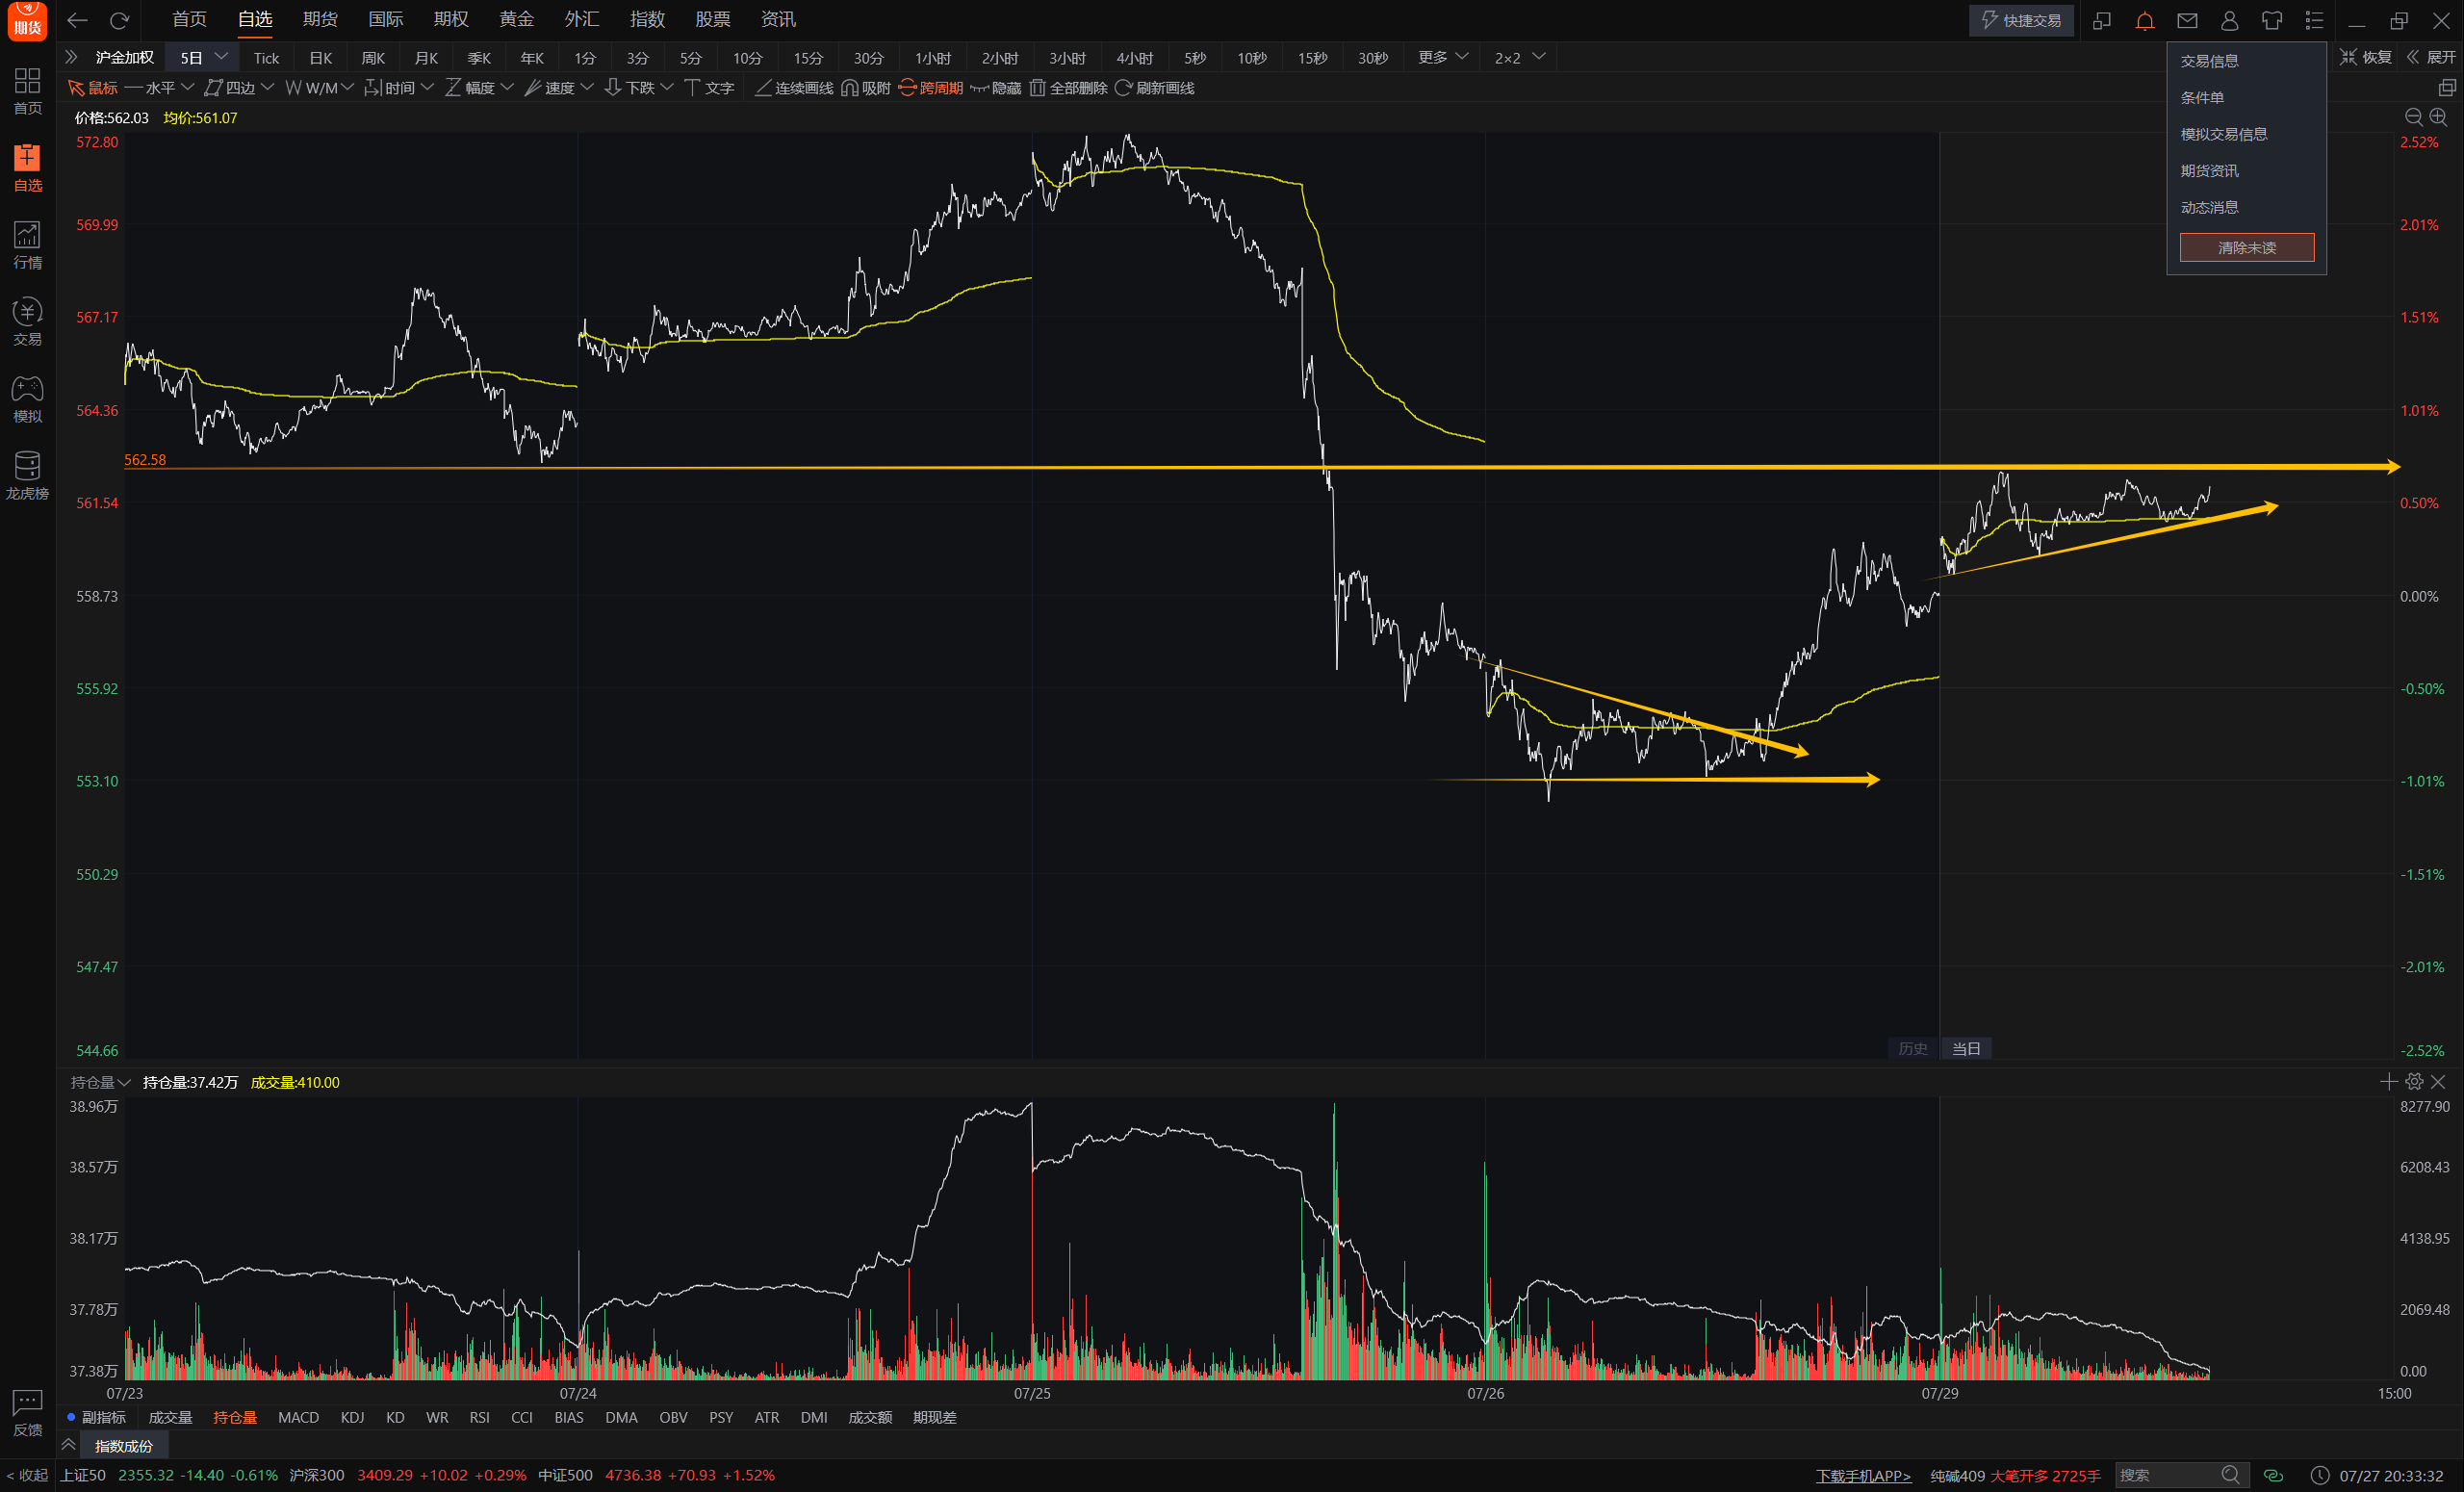 期货
首页 自选 期货 国际 期权 黄金 外汇 指数 股票 资讯
快捷交易
沪金加权 5日 Tick 日K 周K 月K 季K 年K 1分 3分 5分 10分 15分 30分 1小时 2小时 3小时 4小时 5秒 10秒 15秒 30秒 更多 2×2
恢复 展开
鼠标 水平 四边 W/M 时间 幅度 速度 下跌 文字 连续画线 吸附 跨周期 隐藏 全部删除 刷新画线
交易信息
条件单
模拟交易信息
期货资讯
动态消息
清除未读
首页
自选
行情
交易
模拟
龙虎榜
反馈
价格:562.03 均价:561.07
572.80 2.52%
569.99 2.01%
567.17 1.51%
564.36 1.01%
562.58
561.54 0.50%
558.73 0.00%
555.92 -0.50%
553.10 -1.01%
550.29 -1.51%
547.47 -2.01%
544.66 -2.52%
历史 当日
持仓量 持仓量:37.42万 成交量:410.00
38.96万 8277.90
38.57万 6208.43
38.17万 4138.95
37.78万 2069.48
37.38万 0.00
07/23 07/24 07/25 07/26 07/29 15:00
副指标 成交量 持仓量 MACD KDJ KD WR RSI CCI BIAS DMA OBV PSY ATR DMI 成交额 期现差
指数成份
< 收起 上证50 2355.32 -14.40 -0.61% 沪深300 3409.29 +10.02 +0.29% 中证500 4736.38 +70.93 +1.52%
下载手机APP> 纯碱409 大笔开多 2725手 搜索 07/27 20:33:32